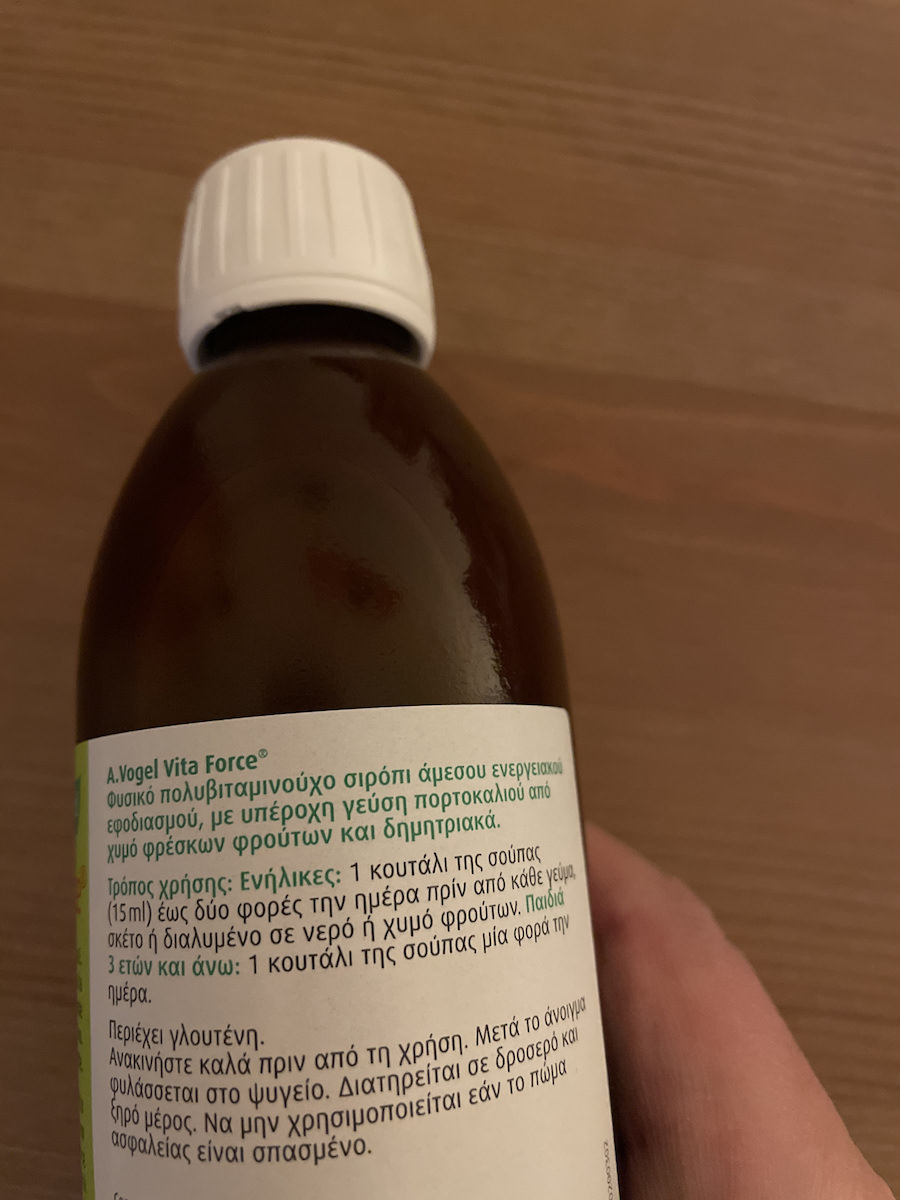 A.Vogel Vita Force®
Φυσικό πολυβιταμινούχο σιρόπι άμεσου ενεργειακού
εφοδιασμού, με υπέροχη γεύση πορτοκαλιού από
χυμό φρέσκων φρούτων και δημητριακά.
Τρόπος χρήσης: Ενήλικες: 1 κουτάλι της σούπας
(15ml) έως δύο φορές την ημέρα πρίν από κάθε γεύμα,
σκέτο ή διαλυμένο σε νερό ή χυμό φρούτων. Παιδιά
3 ετών και άνω: 1 κουτάλι της σούπας μία φορά την
ημέρα.
Περιέχει γλουτένη.
Ανακινήστε καλά πριν από τη χρήση. Μετά το άνοιγμα
φυλάσσεται στο ψυγείο. Διατηρείται σε δροσερό και
ξηρό μέρος. Να μην χρησιμοποιείται εάν το πώμα
ασφαλείας είναι σπασμένο.